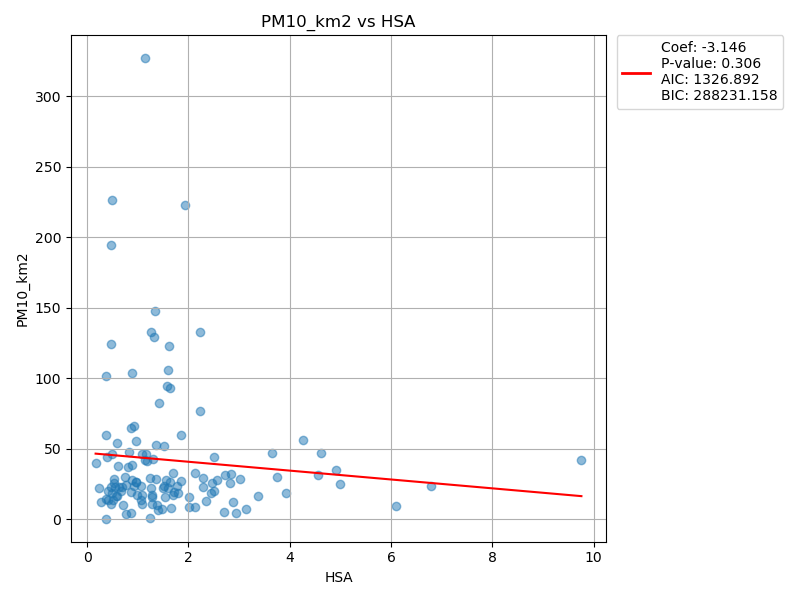 PM10_km2 vs HSA
Coef: -3.146
P-value: 0.306
AIC: 1326.892
BIC: 288231.158
PM10_km2
300
250
200
150
100
50
0
0 2 4 6 8 10
HSA